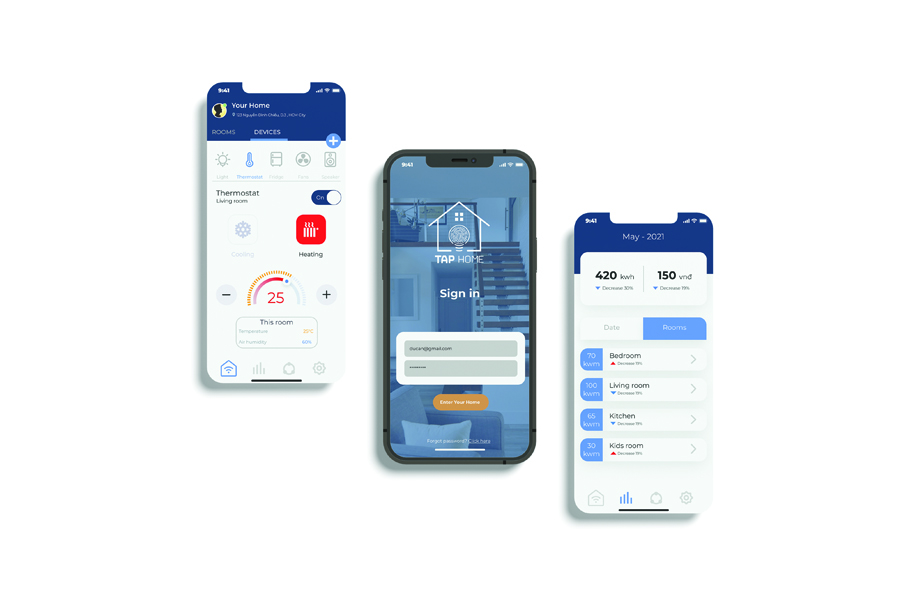 9:41
Your Home
123 Nguyễn Đình Chiểu, D3, HCM City
ROOMS DEVICES
Light Thermostat Fridge Fans Speaker
Thermostat
Living room
On
Cooling Heating
25
This room
Temperature 25°C
Air humidity 60%
9:41
TAP HOME
Sign in
ducan@gmail.com
Enter Your Home
Forgot password? Click here
9:41
May - 2021
420 kwh 150 vnđ
Decrease 30% Decrease 19%
Date Rooms
70 kwm
Bedroom
Decrease 19%
100 kwm
Living room
Decrease 19%
65 kwm
Kitchen
Decrease 19%
30 kwm
Kids room
Decrease 19%